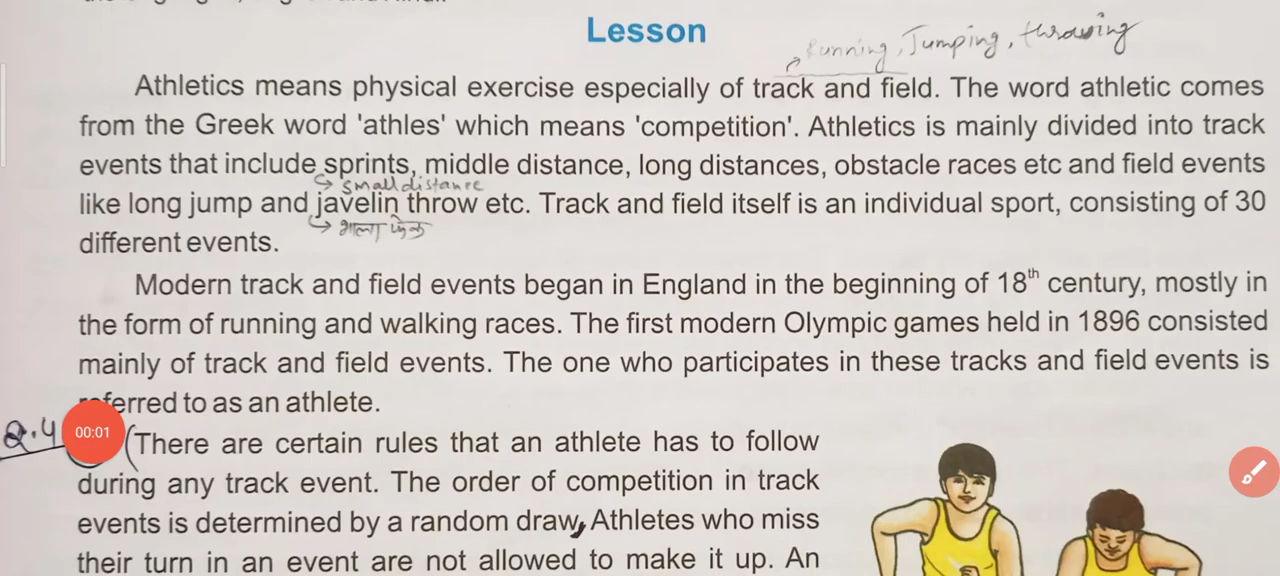 Lesson
Running, Jumping, throwing
Athletics means physical exercise especially of track and field. The word athletic comes
from the Greek word 'athles' which means 'competition'. Athletics is mainly divided into track
events that include sprints, middle distance, long distances, obstacle races etc and field events
small distance
like long jump and javelin throw etc. Track and field itself is an individual sport, consisting of 30
भाला फेंक
different events.
Modern track and field events began in England in the beginning of 18th century, mostly in
the form of running and walking races. The first modern Olympic games held in 1896 consisted
mainly of track and field events. The one who participates in these tracks and field events is
referred to as an athlete.
Q.4
00:01
(There are certain rules that an athlete has to follow
during any track event. The order of competition in track
events is determined by a random draw, Athletes who miss
their turn in an event are not allowed to make it up. An